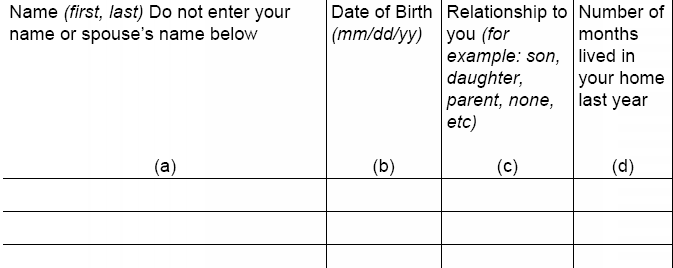 Name (first, last) Do not enter your
name or spouse's name below
(a)
Date of Birth
(mm/dd/yy)
(b)
Relationship to
you (for
example: son,
daughter,
parent, none,
etc)
(c)
Number of
months
lived in
your home
last year
(d)